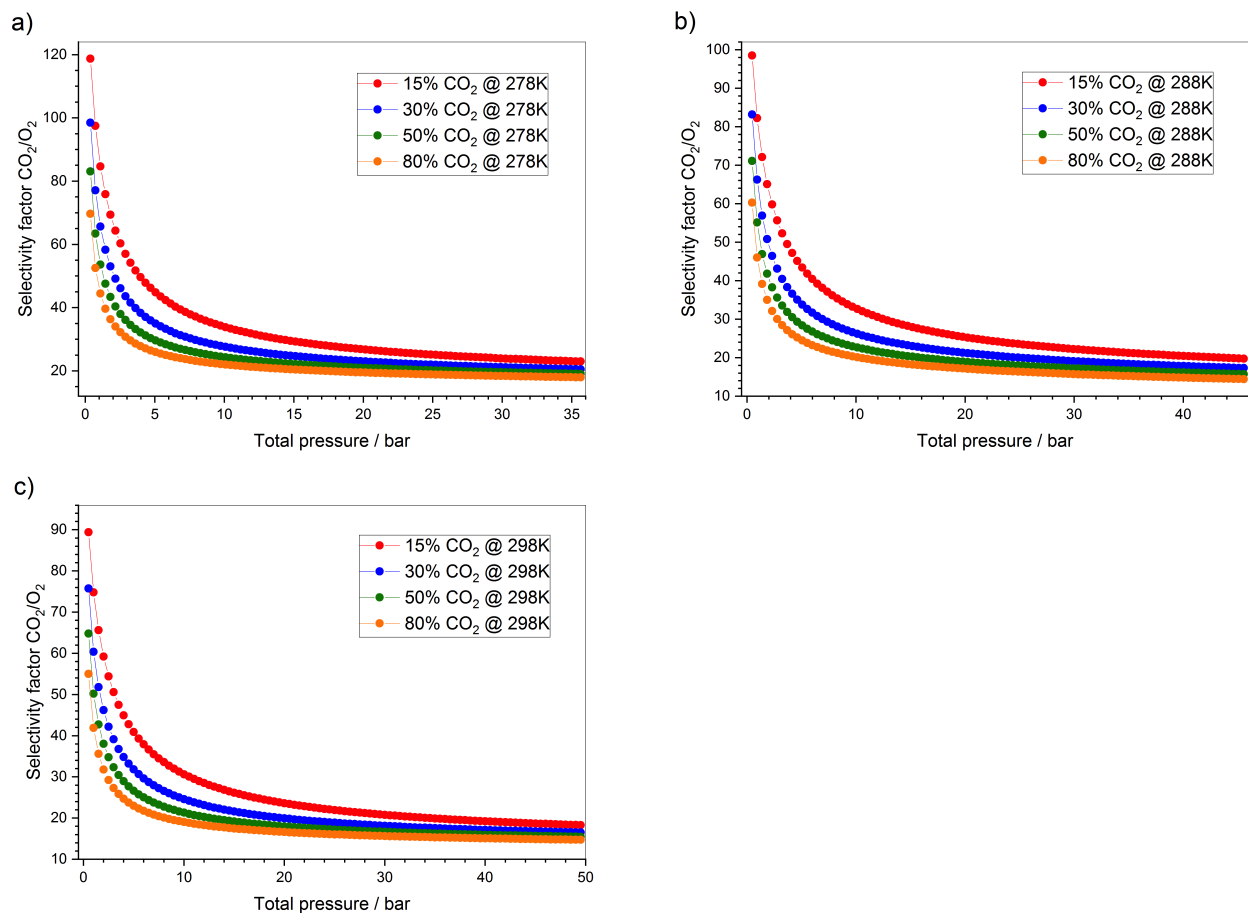 a)
120
100
80
60
40
20
0 5 10 15 20 25 30 35
Selectivity factor CO₂/O₂
Total pressure / bar
15% CO₂ @ 278K
30% CO₂ @ 278K
50% CO₂ @ 278K
80% CO₂ @ 278K
b)
100
90
80
70
60
50
40
30
20
10
0 10 20 30 40
Selectivity factor CO₂/O₂
Total pressure / bar
15% CO₂ @ 288K
30% CO₂ @ 288K
50% CO₂ @ 288K
80% CO₂ @ 288K
c)
90
80
70
60
50
40
30
20
10
0 10 20 30 40 50
Selectivity factor CO₂/O₂
Total pressure / bar
15% CO₂ @ 298K
30% CO₂ @ 298K
50% CO₂ @ 298K
80% CO₂ @ 298K